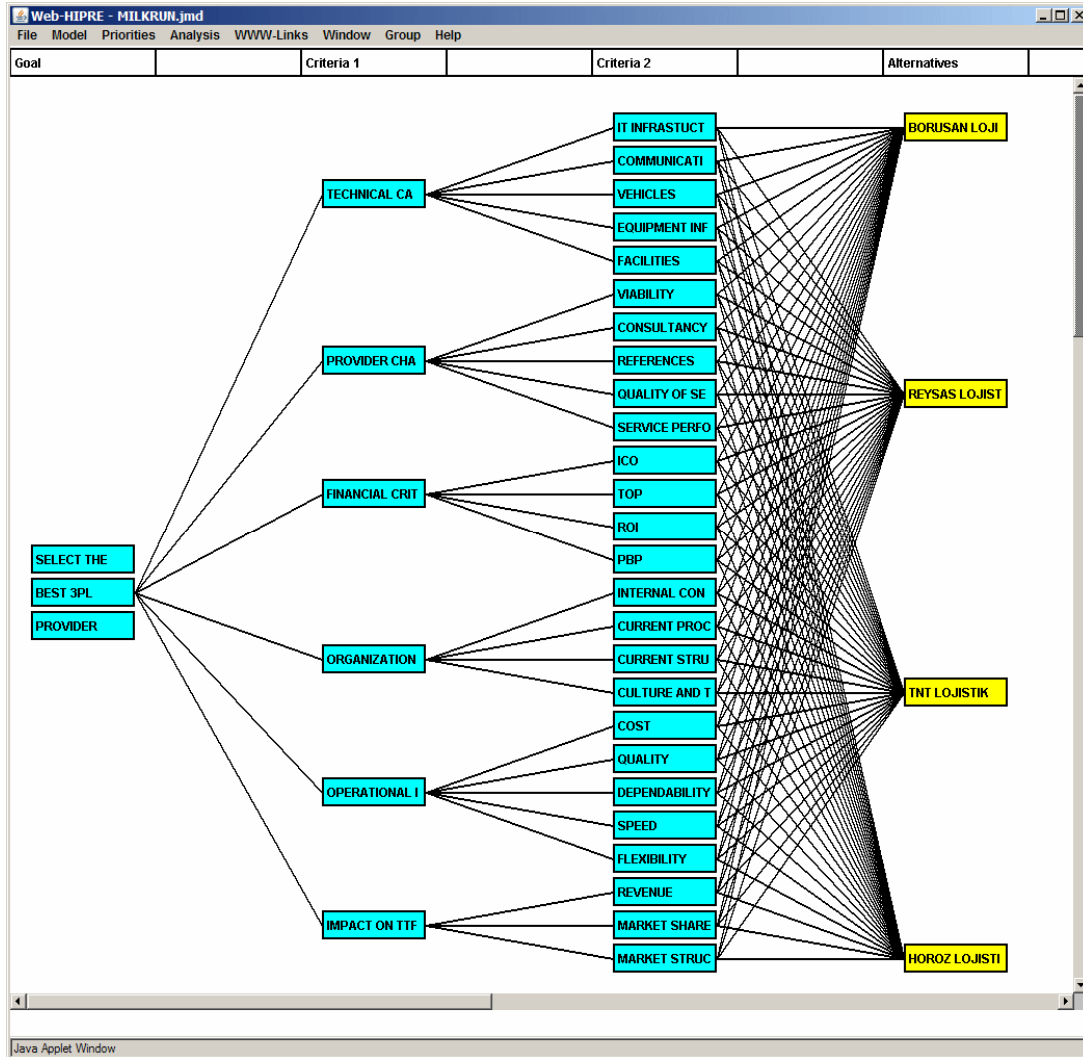 Web-HIPRE - MILKRUN.jmd
File Model Priorities Analysis WWW-Links Window Group Help
Goal Criteria 1 Criteria 2 Alternatives
IT INFRASTUCT
COMMUNICATI
VEHICLES
EQUIPMENT INF
FACILITIES
VIABILITY
CONSULTANCY
REFERENCES
QUALITY OF SE
SERVICE PERFO
ICO
TOP
ROI
PBP
INTERNAL CON
CURRENT PROC
CURRENT STRU
CULTURE AND T
COST
QUALITY
DEPENDABILITY
SPEED
FLEXIBILITY
REVENUE
MARKET SHARE
MARKET STRUC
TECHNICAL CA
PROVIDER CHA
FINANCIAL CRIT
ORGANIZATION
OPERATIONAL I
IMPACT ON TTF
SELECT THE
BEST 3PL
PROVIDER
BORUSAN LOJI
REYSAS LOJIST
TNT LOJISTIK
HOROZ LOJISTI
Java Applet Window